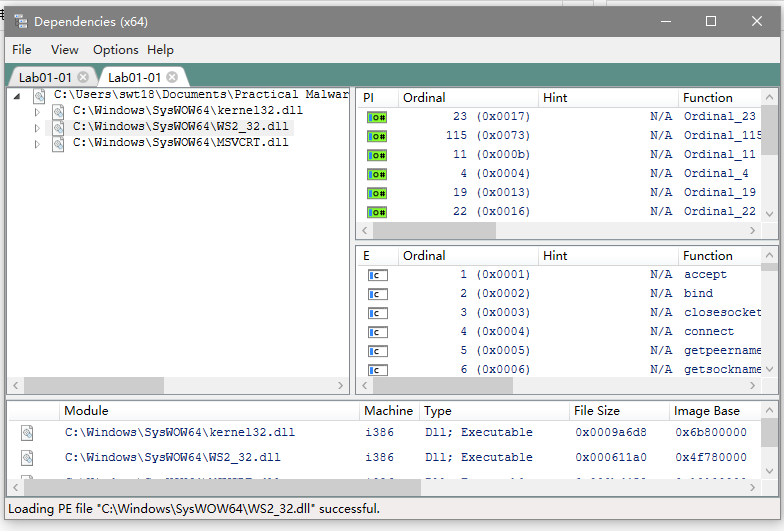 Dependencies (x64)
File View Options Help
Lab01-01 Lab01-01
C:\Users\swt18\Documents\Practical Malwar
C:\Windows\SysWOW64\kernel32.dll
C:\Windows\SysWOW64\WS2_32.dll
C:\Windows\SysWOW64\MSVCRT.dll
PI Ordinal Hint Function
O# 23 (0x0017) N/A Ordinal_23
O# 115 (0x0073) N/A Ordinal_115
O# 11 (0x000b) N/A Ordinal_11
O# 4 (0x0004) N/A Ordinal_4
O# 19 (0x0013) N/A Ordinal_19
O# 22 (0x0016) N/A Ordinal_22
E Ordinal Hint Function
C 1 (0x0001) N/A accept
C 2 (0x0002) N/A bind
C 3 (0x0003) N/A closesocket
C 4 (0x0004) N/A connect
C 5 (0x0005) N/A getpeername
C 6 (0x0006) N/A getsockname
Module Machine Type File Size Image Base
C:\Windows\SysWOW64\kernel32.dll i386 Dll; Executable 0x0009a6d8 0x6b800000
C:\Windows\SysWOW64\WS2_32.dll i386 Dll; Executable 0x000611a0 0x4f780000
Loading PE file "C:\Windows\SysWOW64\WS2_32.dll" successful.